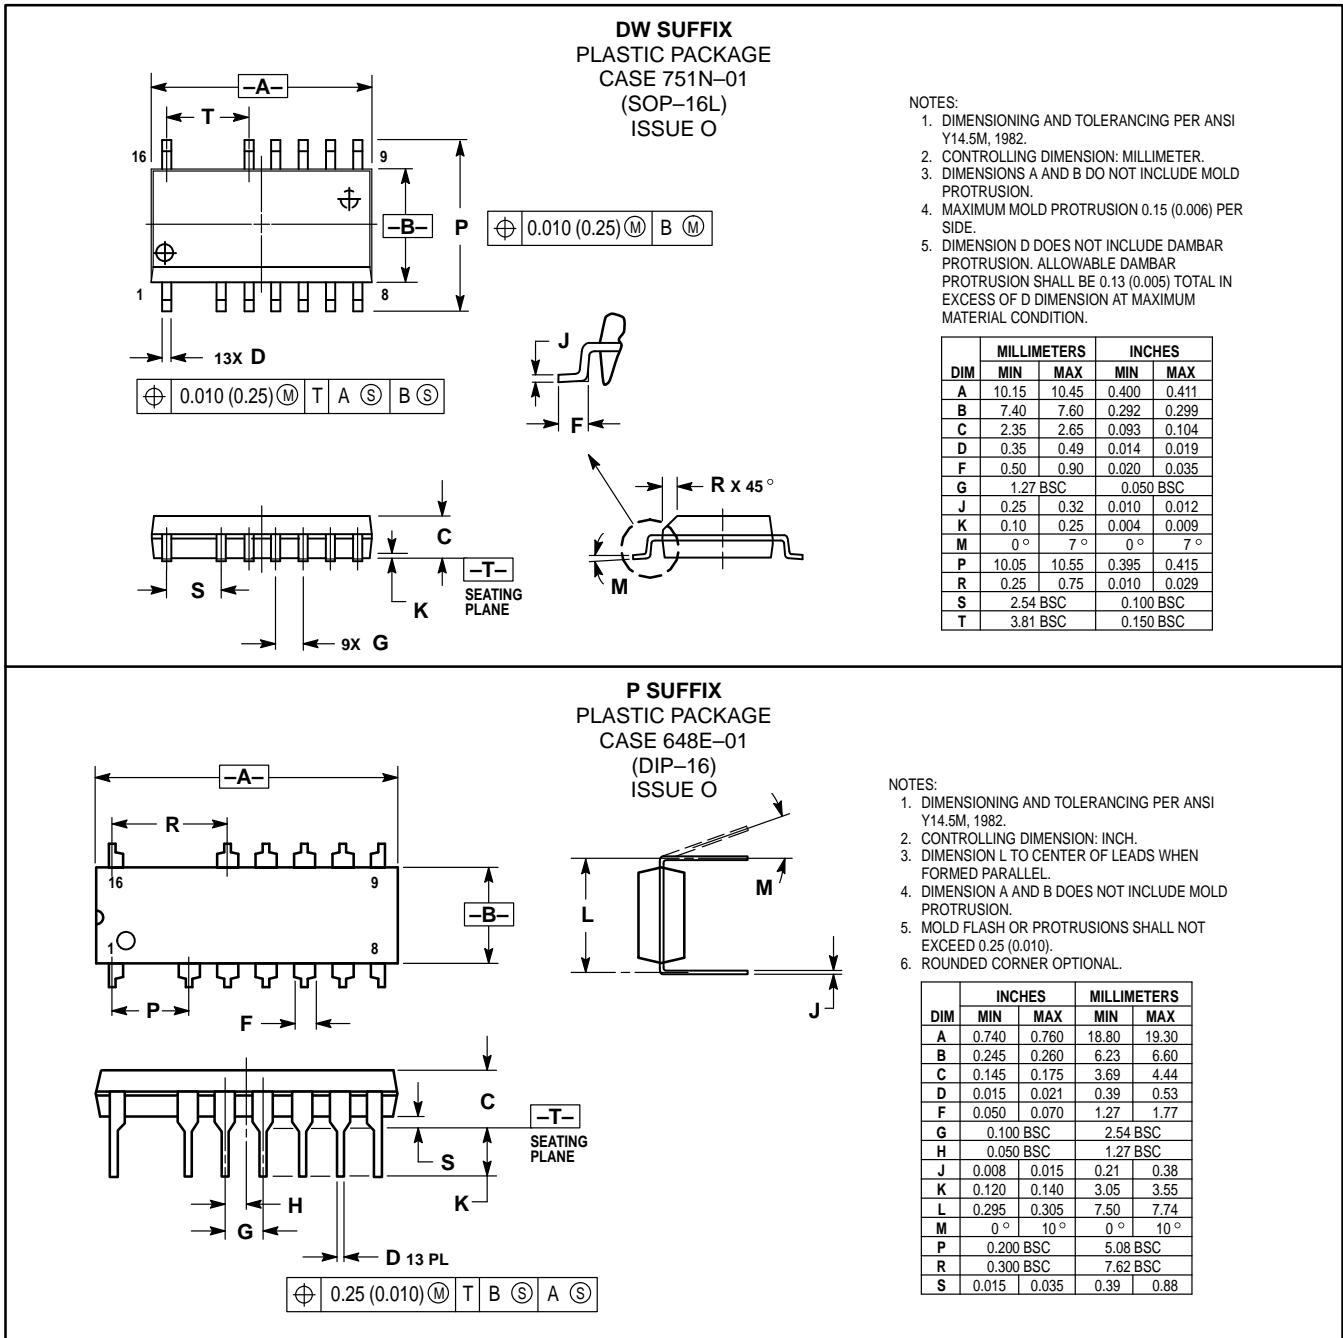 DW SUFFIX
PLASTIC PACKAGE
CASE 751N–01
(SOP–16L)
ISSUE O
–A–
T
16
9
–B–
P
1
8
13X D
0.010 (0.25) Ⓜ B Ⓜ
0.010 (0.25) Ⓜ T A Ⓢ B Ⓢ
J
F
R X 45°
C
–T–
SEATING
PLANE
S
K
M
9X G
NOTES:
1. DIMENSIONING AND TOLERANCING PER ANSI
Y14.5M, 1982.
2. CONTROLLING DIMENSION: MILLIMETER.
3. DIMENSIONS A AND B DO NOT INCLUDE MOLD
PROTRUSION.
4. MAXIMUM MOLD PROTRUSION 0.15 (0.006) PER
SIDE.
5. DIMENSION D DOES NOT INCLUDE DAMBAR
PROTRUSION. ALLOWABLE DAMBAR
PROTRUSION SHALL BE 0.13 (0.005) TOTAL IN
EXCESS OF D DIMENSION AT MAXIMUM
MATERIAL CONDITION.
MILLIMETERS INCHES
DIM MIN MAX MIN MAX
A 10.15 10.45 0.400 0.411
B 7.40 7.60 0.292 0.299
C 2.35 2.65 0.093 0.104
D 0.35 0.49 0.014 0.019
F 0.50 0.90 0.020 0.035
G 1.27 BSC 0.050 BSC
J 0.25 0.32 0.010 0.012
K 0.10 0.25 0.004 0.009
M 0° 7° 0° 7°
P 10.05 10.55 0.395 0.415
R 0.25 0.75 0.010 0.029
S 2.54 BSC 0.100 BSC
T 3.81 BSC 0.150 BSC
P SUFFIX
PLASTIC PACKAGE
CASE 648E–01
(DIP–16)
ISSUE O
–A–
R
16
9
–B–
1
8
P
F
L
M
J
C
–T–
SEATING
PLANE
S
K
H
G
D 13 PL
0.25 (0.010) Ⓜ T B Ⓢ A Ⓢ
NOTES:
1. DIMENSIONING AND TOLERANCING PER ANSI
Y14.5M, 1982.
2. CONTROLLING DIMENSION: INCH.
3. DIMENSION L TO CENTER OF LEADS WHEN
FORMED PARALLEL.
4. DIMENSION A AND B DOES NOT INCLUDE MOLD
PROTRUSION.
5. MOLD FLASH OR PROTRUSIONS SHALL NOT
EXCEED 0.25 (0.010).
6. ROUNDED CORNER OPTIONAL.
INCHES MILLIMETERS
DIM MIN MAX MIN MAX
A 0.740 0.760 18.80 19.30
B 0.245 0.260 6.23 6.60
C 0.145 0.175 3.69 4.44
D 0.015 0.021 0.39 0.53
F 0.050 0.070 1.27 1.77
G 0.100 BSC 2.54 BSC
H 0.050 BSC 1.27 BSC
J 0.008 0.015 0.21 0.38
K 0.120 0.140 3.05 3.55
L 0.295 0.305 7.50 7.74
M 0° 10° 0° 10°
P 0.200 BSC 5.08 BSC
R 0.300 BSC 7.62 BSC
S 0.015 0.035 0.39 0.88